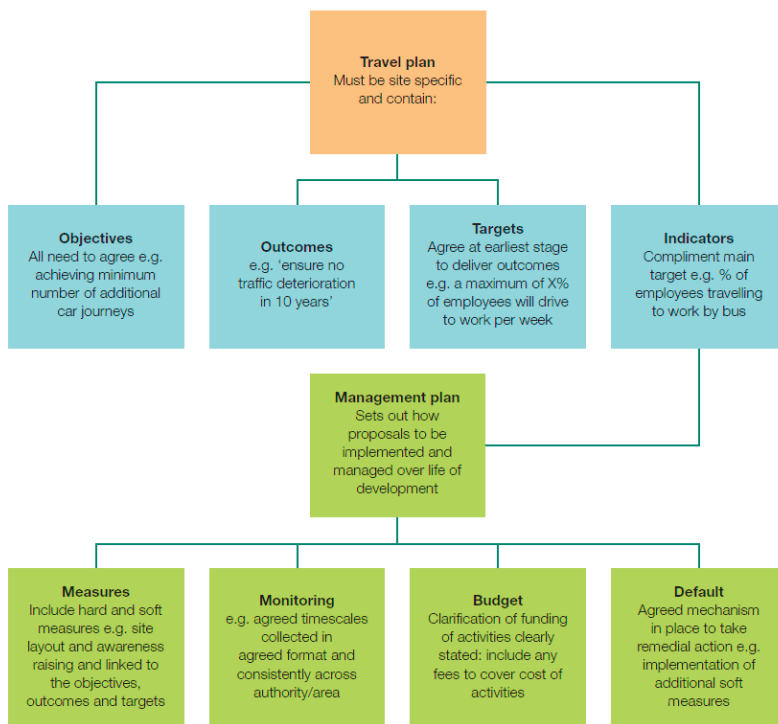 Travel plan
Must be site specific
and contain:
Objectives
All need to agree e.g.
achieving minimum
number of additional
car journeys
Outcomes
e.g. ‘ensure no
traffic deterioration
in 10 years’
Targets
Agree at earliest stage
to deliver outcomes
e.g. a maximum of X%
of employees will drive
to work per week
Indicators
Compliment main
target e.g. % of
employees travelling
to work by bus
Management plan
Sets out how
proposals to be
implemented and
managed over life of
development
Measures
Include hard and soft
measures e.g. site
layout and awareness
raising and linked to
the objectives,
outcomes and targets
Monitoring
e.g. agreed timescales
collected in
agreed format and
consistently across
authority/area
Budget
Clarification of funding
of activities clearly
stated: include any
fees to cover cost of
activities
Default
Agreed mechanism
in place to take
remedial action e.g.
implementation of
additional soft
measures